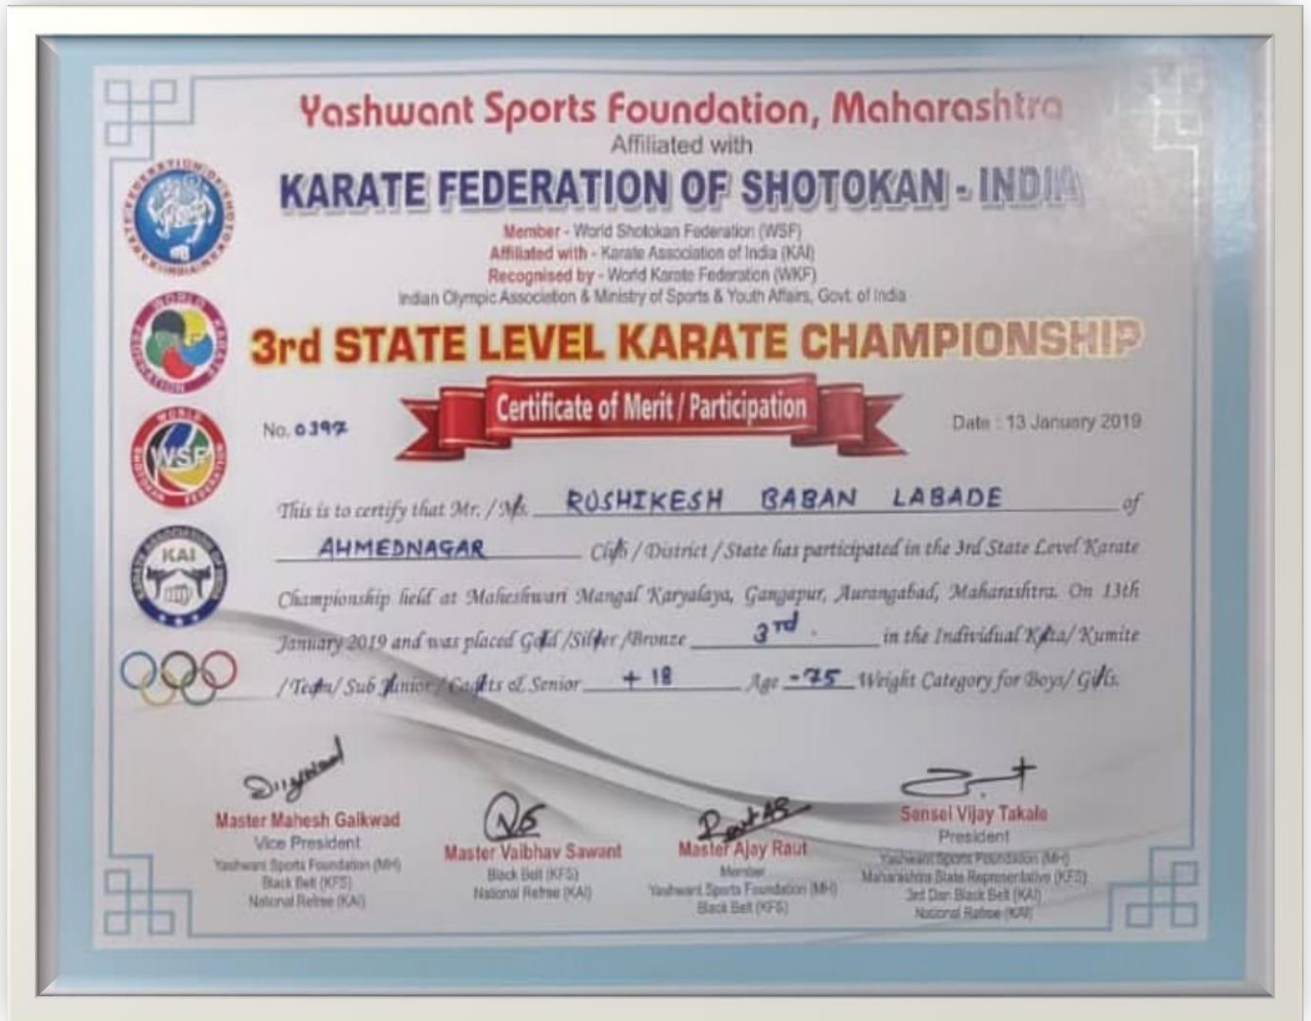 Yashwant Sports Foundation, Maharashtra
Affiliated with
KARATE FEDERATION OF SHOTOKAN - INDIA
Member - World Shotokan Federation (WSF)
Affiliated with - Karate Association of India (KAI)
Recognised by - World Karate Federation (WKF)
Indian Olympic Association & Ministry of Sports & Youth Affairs, Govt. of India
3rd STATE LEVEL KARATE CHAMPIONSHIP
Certificate of Merit / Participation
No. 0397
Date : 13 January 2019
WSF
KAI
This is to certify that Mr. / Ms. RUSHIKESH BABAN LABADE of
AHMEDNAGAR Club / District / State has participated in the 3rd State Level Karate
Championship held at Maheshwari Mangal Karyalaya, Gangapur, Aurangabad, Maharashtra. On 13th
January 2019 and was placed Gold /Silver /Bronze 3rd. in the Individual Kata/ Kumite
/ Team/ Sub Junior / Cadets & Senior + 18 Age -75 Weight Category for Boys/ Girls.
Master Mahesh Gaikwad
Vice President
Yashwant Sports Foundation (MH)
Black Belt (KFS)
National Refree (KAI)
Master Vaibhav Sawant
Black Belt (KFS)
National Refree (KAI)
Master Ajay Raut
Member
Yashwant Sports Foundation (MH)
Black Belt (KFS)
Sensei Vijay Takale
President
Yashwant Sports Foundation (MH)
Maharashtra State Representative (KFS)
3rd Dan Black Belt (KAI)
National Refree (KAI)